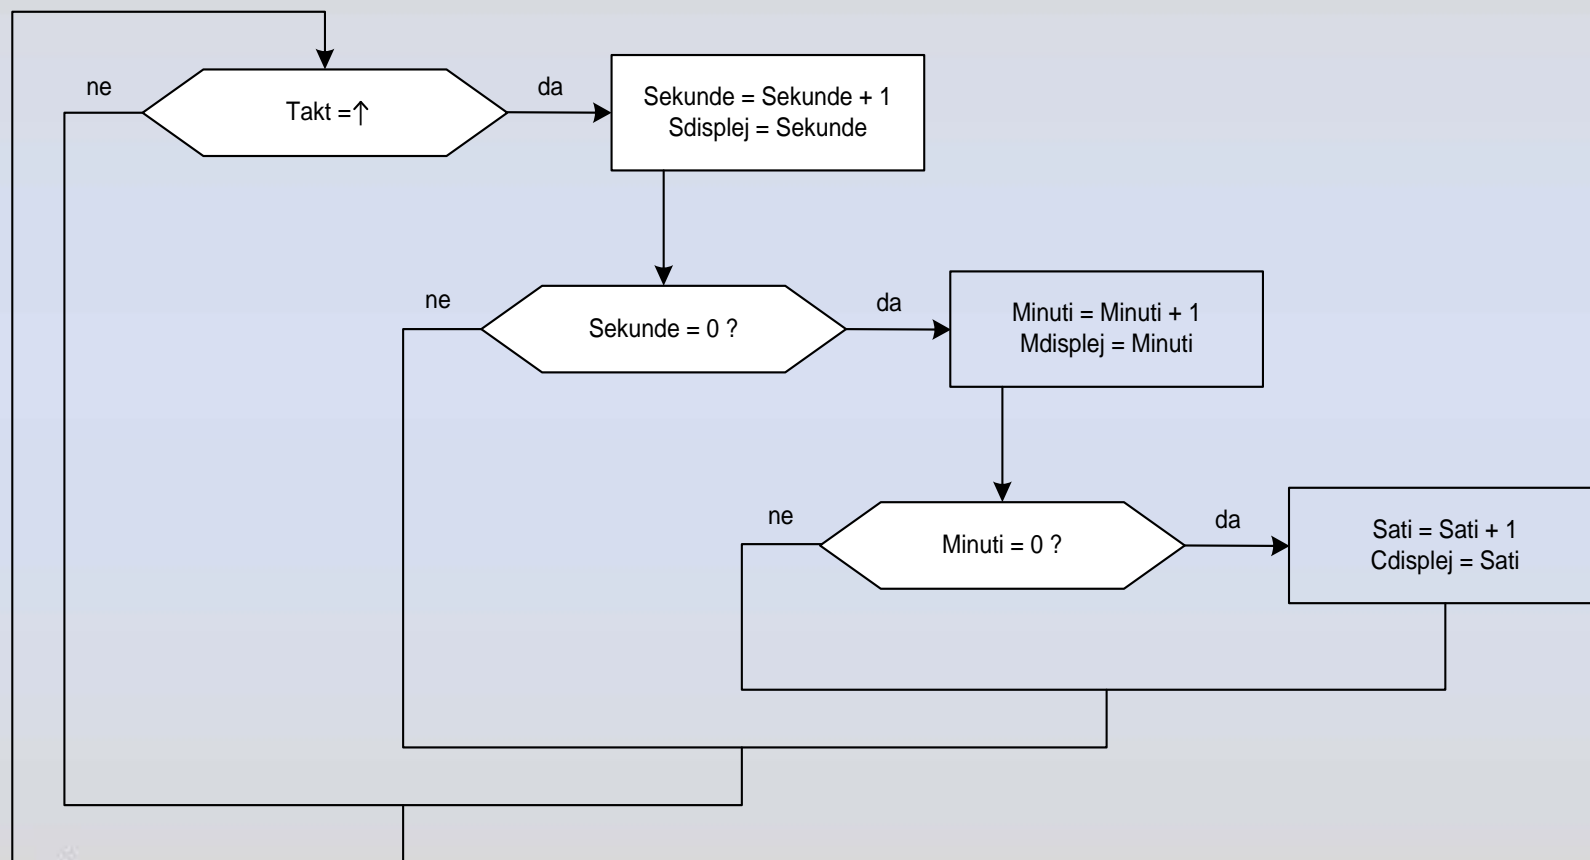 ne
Takt =↑
da
Sekunde = Sekunde + 1
Sdisplej = Sekunde
ne
Sekunde = 0 ?
da
Minuti = Minuti + 1
Mdisplej = Minuti
ne
Minuti = 0 ?
da
Sati = Sati + 1
Cdisplej = Sati